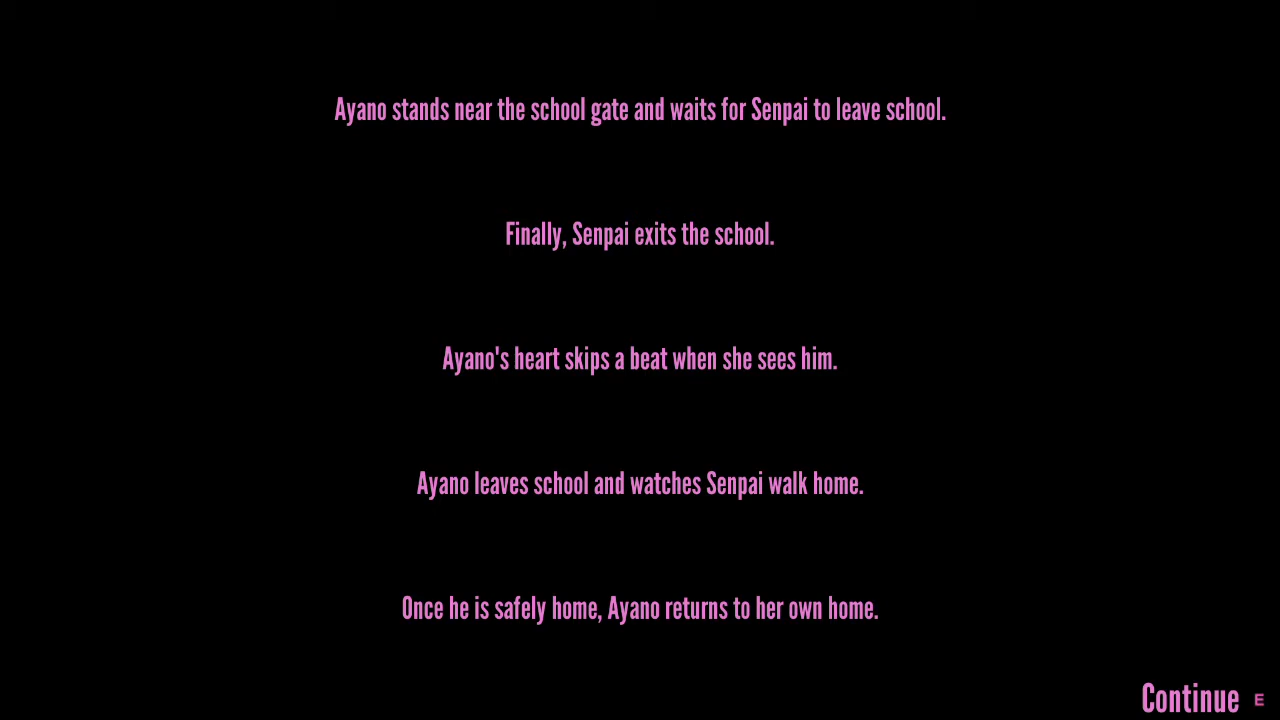 Ayano stands near the school gate and waits for Senpai to leave school.
Finally, Senpai exits the school.
Ayano's heart skips a beat when she sees him.
Ayano leaves school and watches Senpai walk home.
Once he is safely home, Ayano returns to her own home.
Continue E